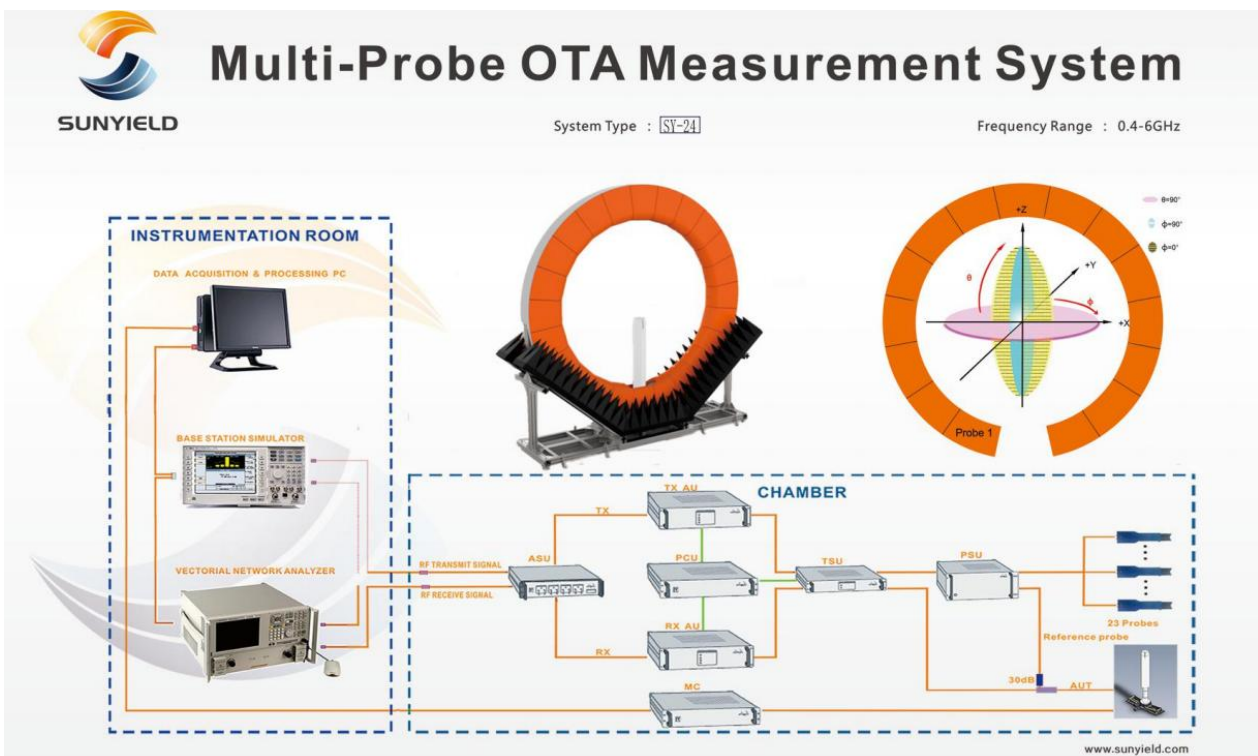 SUNYIELD
Multi-Probe OTA Measurement System
System Type : SY-24
Frequency Range : 0.4-6GHz
INSTRUMENTATION ROOM
DATA ACQUISITION & PROCESSING PC
BASE STATION SIMULATOR
VECTORIAL NETWORK ANALYZER
+Z
+Y
+X
θ
ϕ
Probe 1
θ=90°
ϕ=90°
ϕ=0°
CHAMBER
RF TRANSMIT SIGNAL
RF RECEIVE SIGNAL
ASU
TX
RX
TX AU
PCU
RX AU
MC
TSU
PSU
23 Probes
Reference probe
30dB
AUT
www.sunyield.com